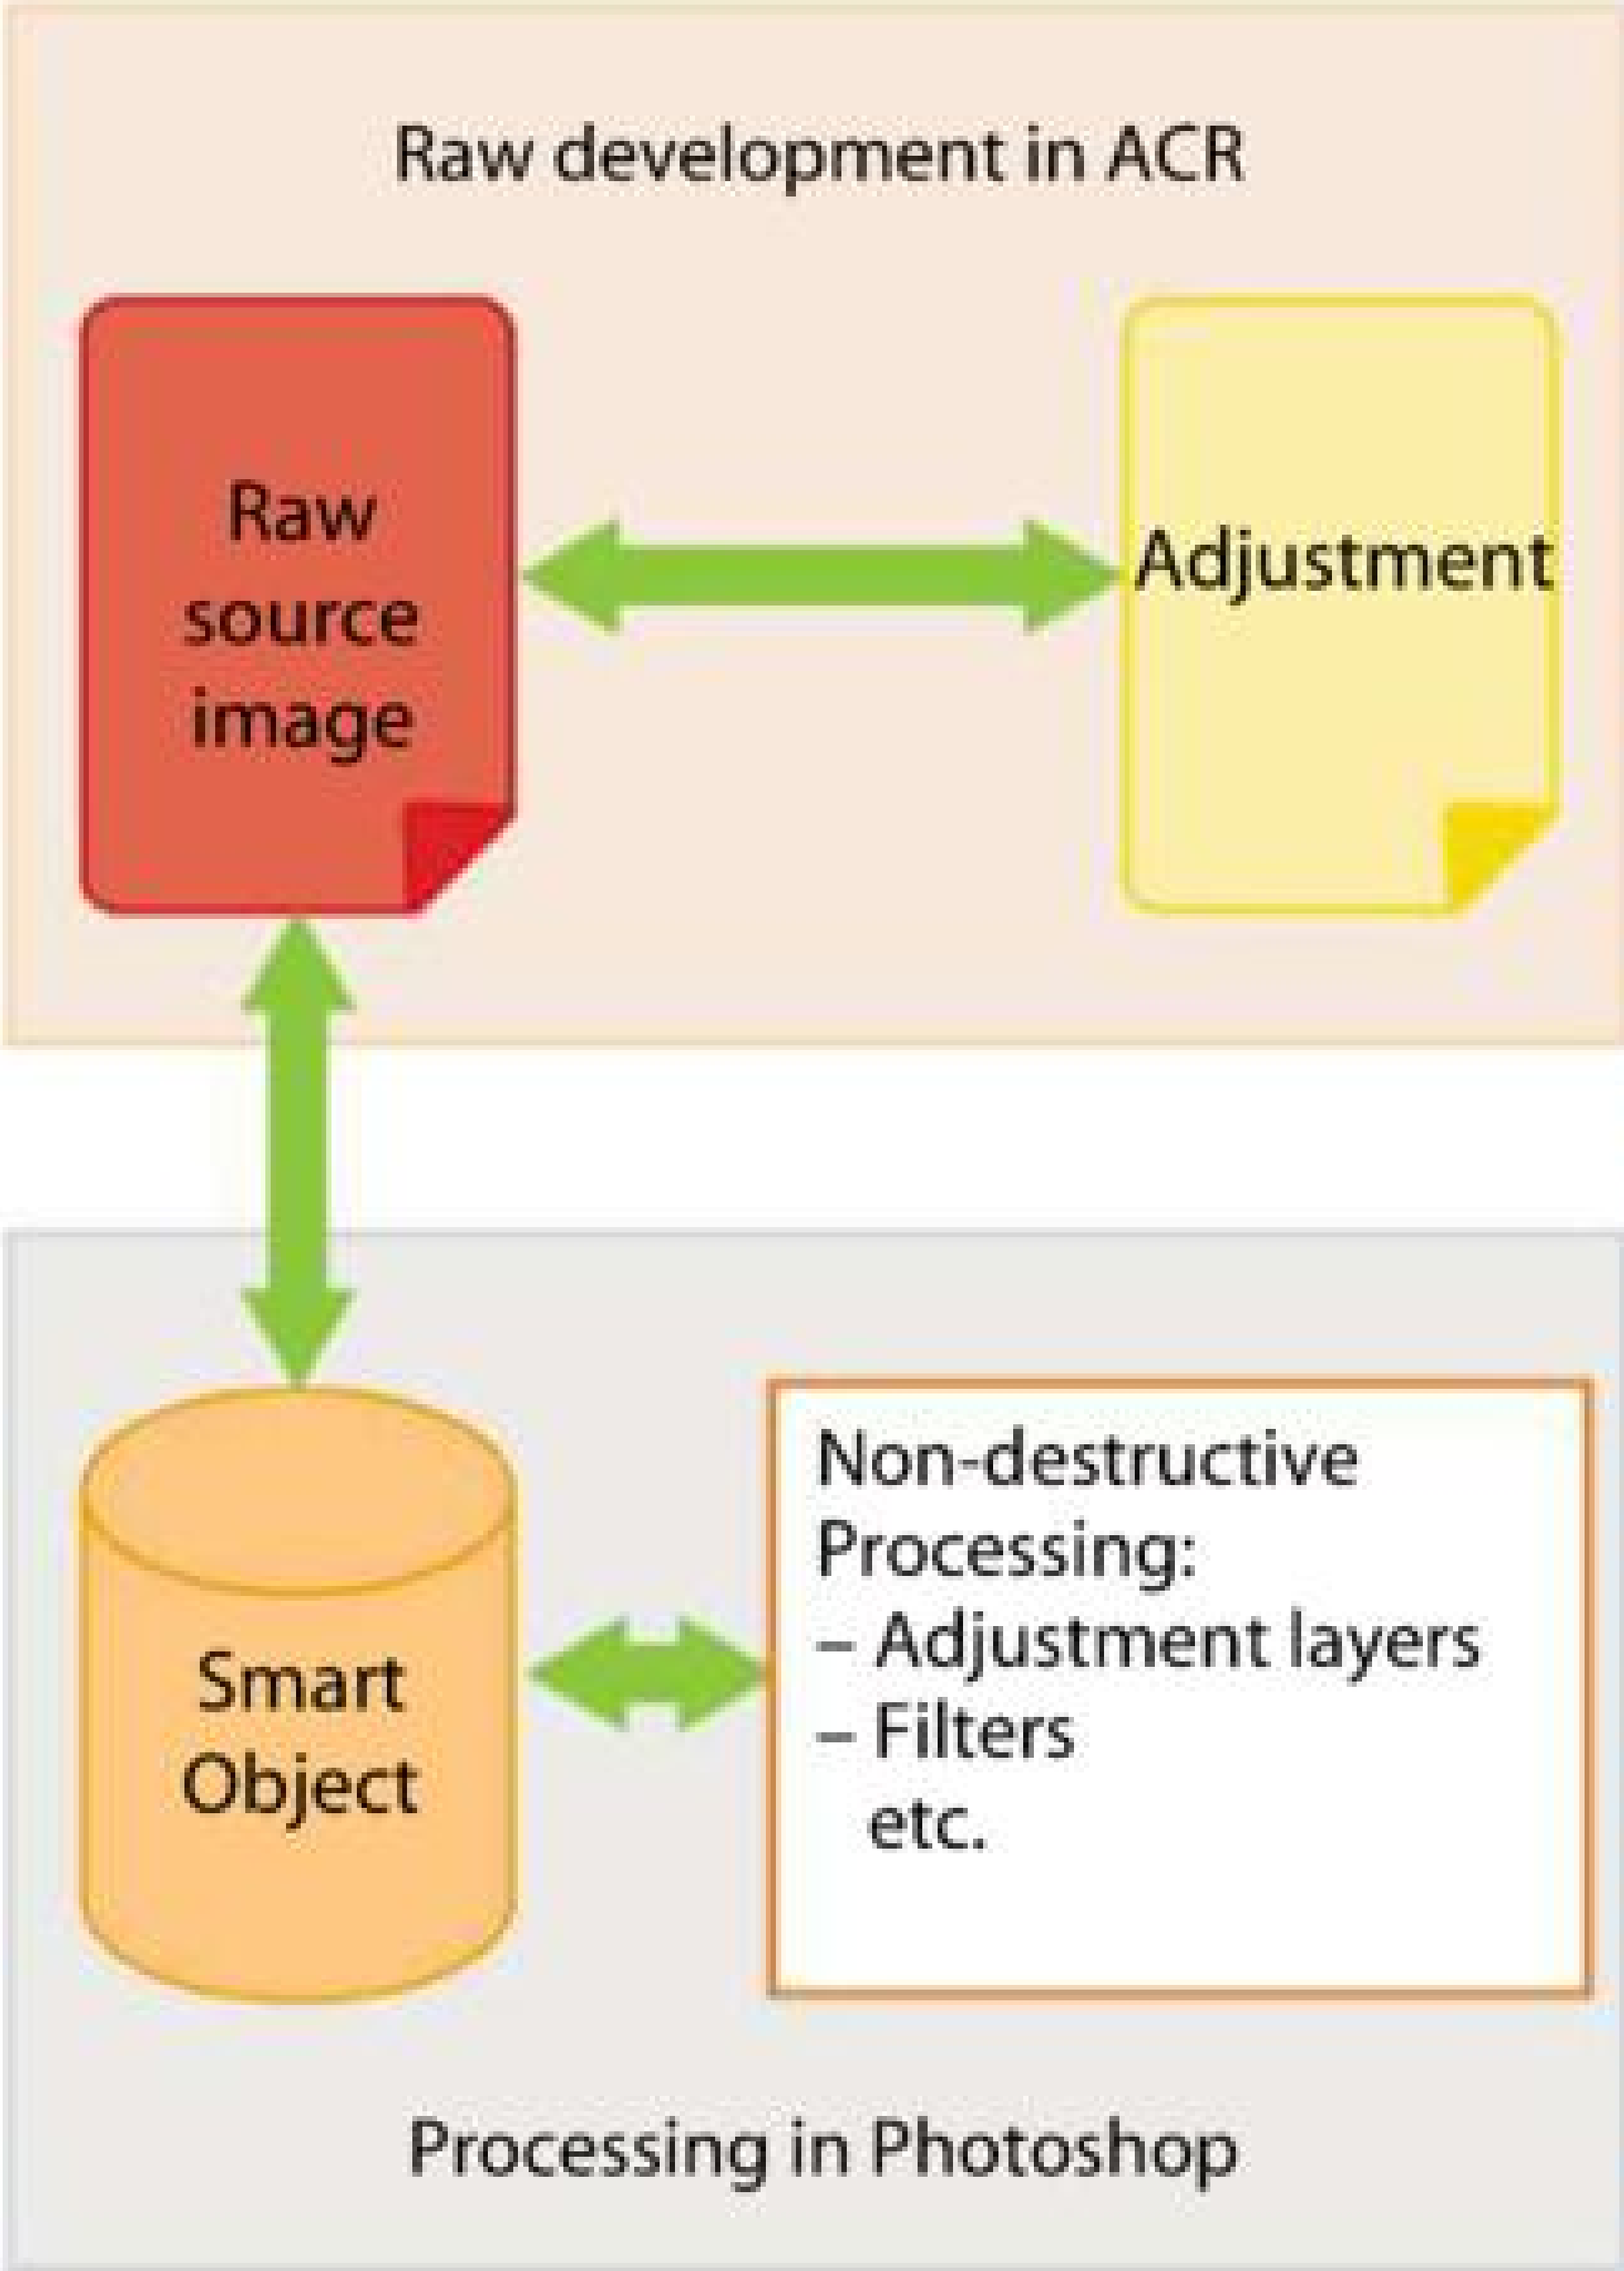 Raw development in ACR
Raw
source
image
Adjustment
Smart
Object
Non-destructive
Processing:
– Adjustment layers
– Filters
etc.
Processing in Photoshop